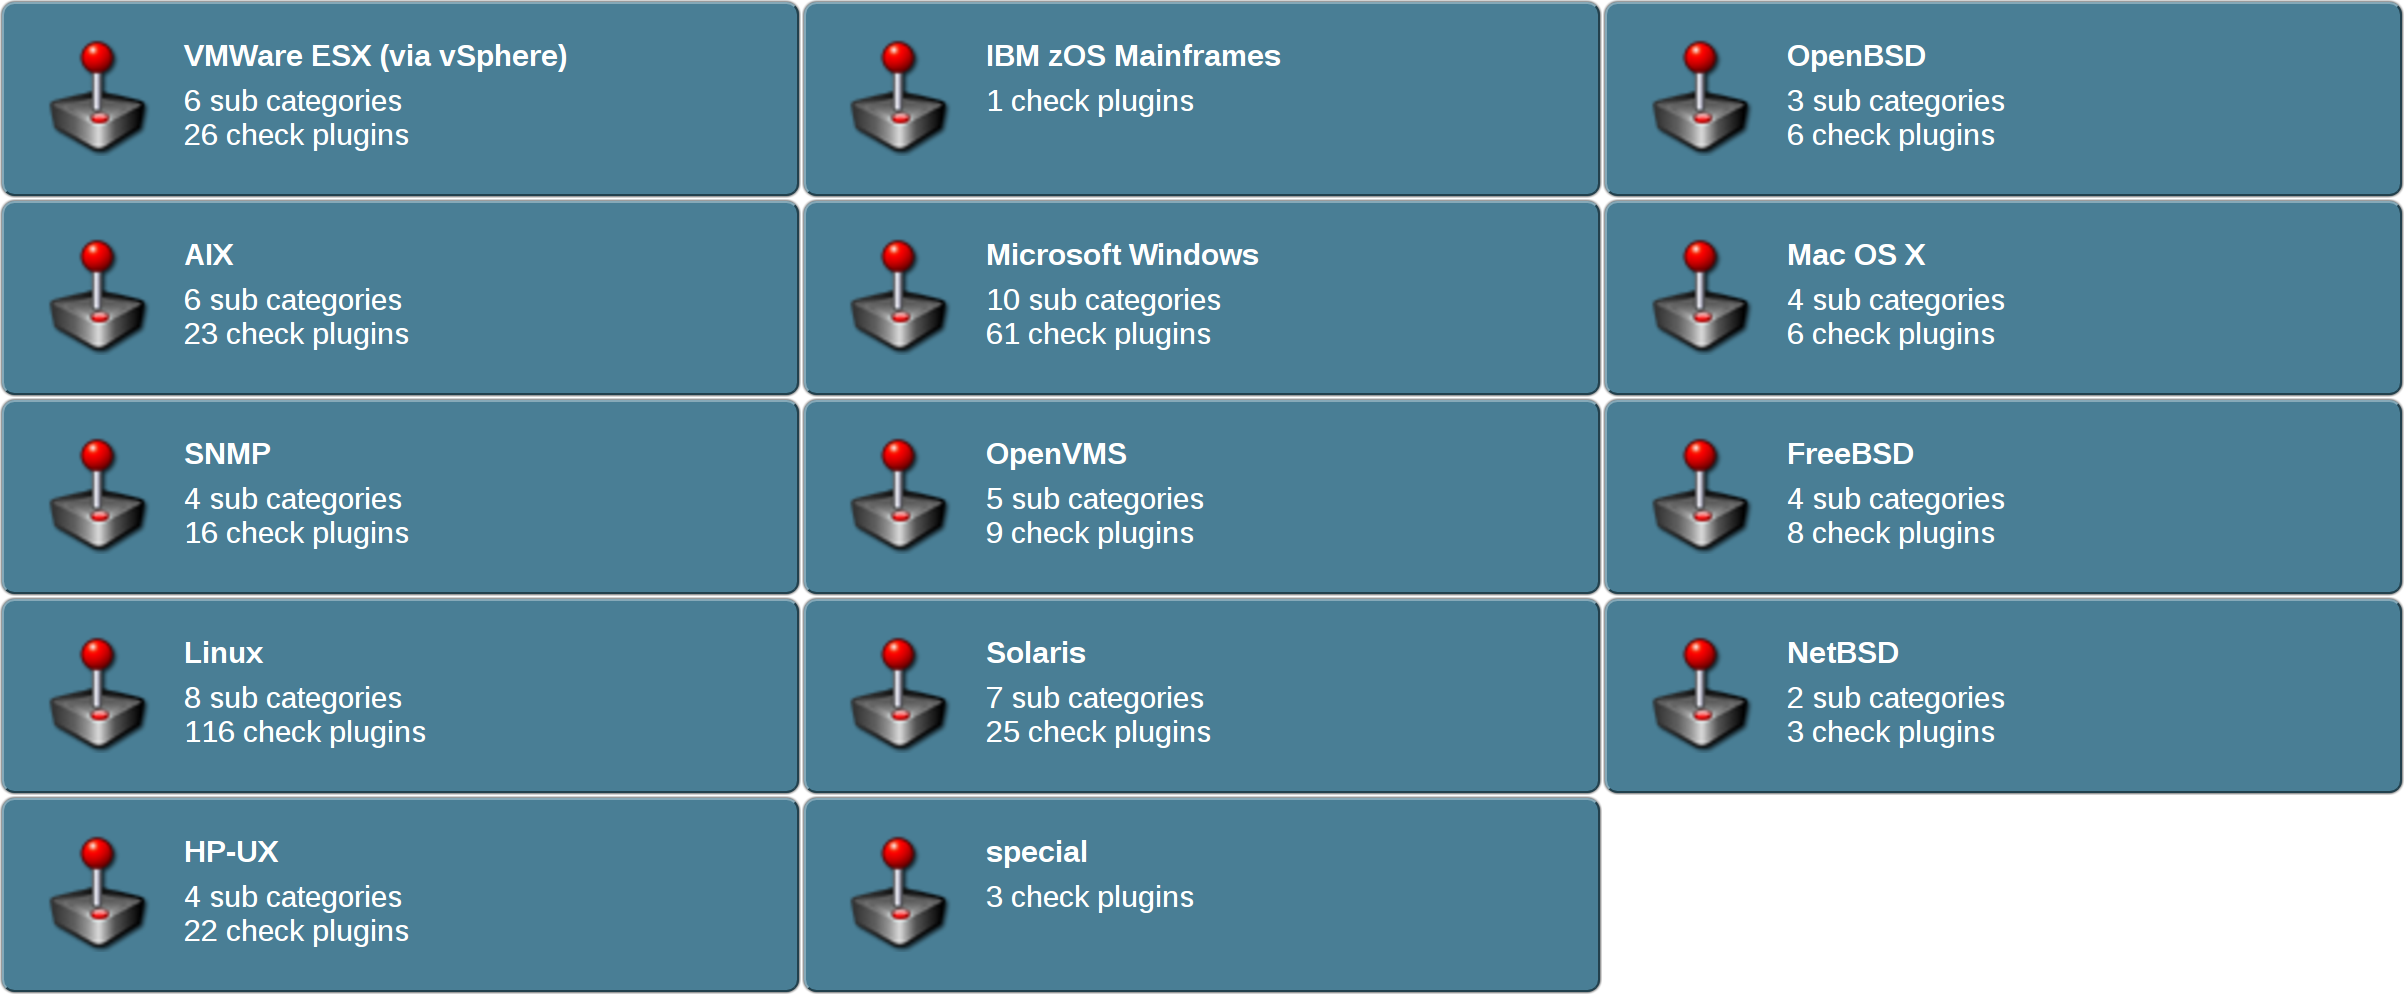 VMWare ESX (via vSphere)
6 sub categories
26 check plugins
IBM zOS Mainframes
1 check plugins
OpenBSD
3 sub categories
6 check plugins
AIX
6 sub categories
23 check plugins
Microsoft Windows
10 sub categories
61 check plugins
Mac OS X
4 sub categories
6 check plugins
SNMP
4 sub categories
16 check plugins
OpenVMS
5 sub categories
9 check plugins
FreeBSD
4 sub categories
8 check plugins
Linux
8 sub categories
116 check plugins
Solaris
7 sub categories
25 check plugins
NetBSD
2 sub categories
3 check plugins
HP-UX
4 sub categories
22 check plugins
special
3 check plugins